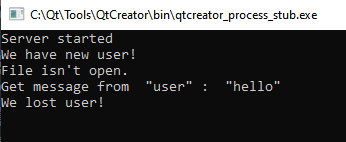 C:\Qt\Tools\QtCreator\bin\qtcreator_process_stub.exe
Server started
We have new user!
File isn't open.
Get message from  "user" :  "hello"
We lost user!